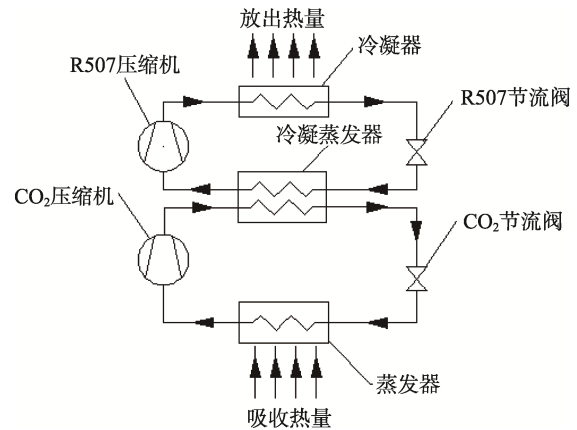 放出热量
冷凝器
R507压缩机
R507节流阀
冷凝蒸发器
CO₂压缩机
CO₂节流阀
蒸发器
吸收热量